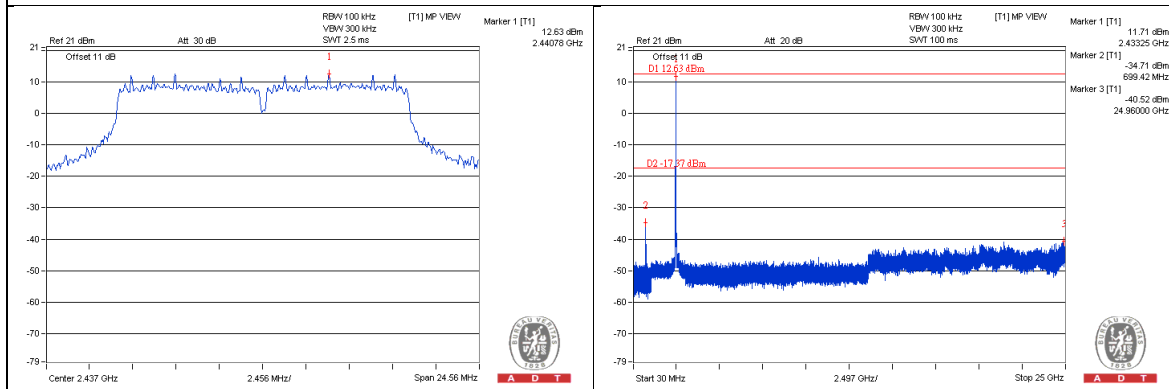 RBW 100 kHz [T1] MP VIEW
VBW 300 kHz
Ref 21 dBm Att 30 dB SWT 2.5 ms
Marker 1 [T1]
12.63 dBm
2.44078 GHz
21
Offset 11 dB
1
10
0
-10
-20
-30
-40
-50
-60
-70
-79
Center 2.437 GHz 2.456 MHz/ Span 24.56 MHz
BUREAU VERITAS
1828
A D T
RBW 100 kHz [T1] MP VIEW
VBW 300 kHz
Ref 21 dBm Att 20 dB SWT 100 ms
Marker 1 [T1]
11.71 dBm
2.43325 GHz
Marker 2 [T1]
-34.71 dBm
699.42 MHz
Marker 3 [T1]
-40.52 dBm
24.96000 GHz
21
Offset 11 dB
D1 12.63 dBm
10
0
-10
D2 -17.37 dBm
-20
2
-30
3
-40
-50
-60
-70
-79
Start 30 MHz 2.497 GHz/ Stop 25 GHz
BUREAU VERITAS
1828
A D T